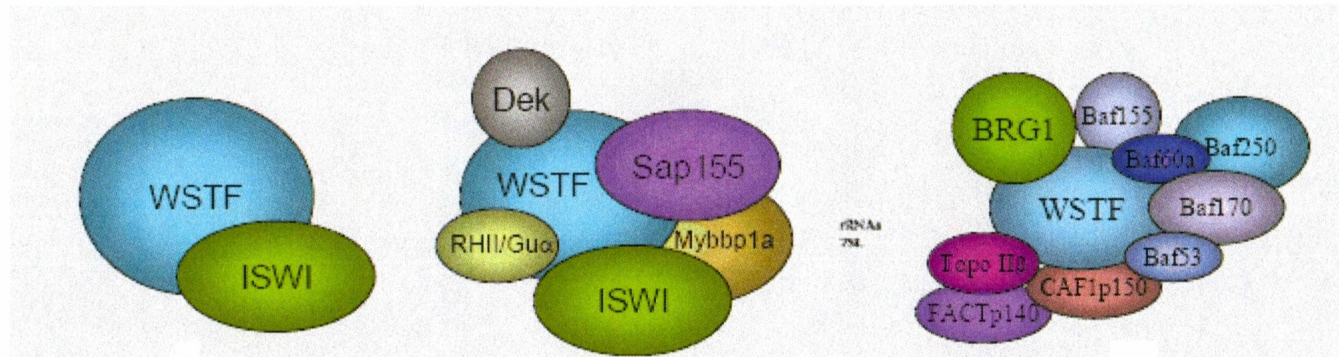 WSTF
ISWI
Dek
WSTF
Sap155
RHII/Guα
Mybbp1a
ISWI
BRG1
Baf155
Baf60a
Baf250
WSTF
Baf170
Baf53
Topo IIβ
CAF1p150
FACTp140